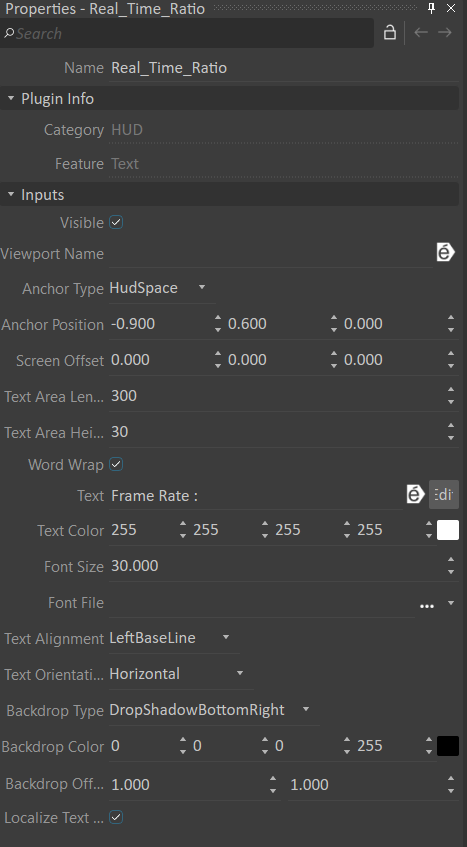 Properties - Real_Time_Ratio
Search
Name Real_Time_Ratio
Plugin Info
Category HUD
Feature Text
Inputs
Visible
Viewport Name é
Anchor Type HudSpace
Anchor Position -0.900 0.600 0.000
Screen Offset 0.000 0.000 0.000
Text Area Len... 300
Text Area Hei... 30
Word Wrap
Text Frame Rate : é Edi
Text Color 255 255 255 255
Font Size 30.000
Font File ...
Text Alignment LeftBaseLine
Text Orientati... Horizontal
Backdrop Type DropShadowBottomRight
Backdrop Color 0 0 0 255
Backdrop Off... 1.000 1.000
Localize Text ...